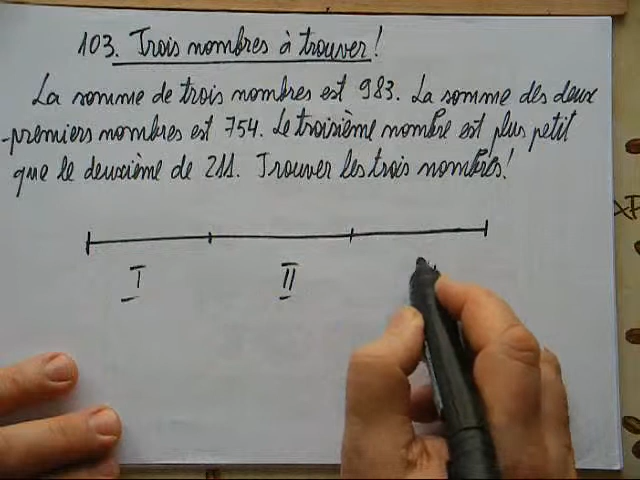 103. Trois nombres à trouver!
La somme de trois nombres est 983. La somme des deux
premiers nombres est 754. Le troisième nombre est plus petit
que le deuxième de 211. Trouver les trois nombres!
I II